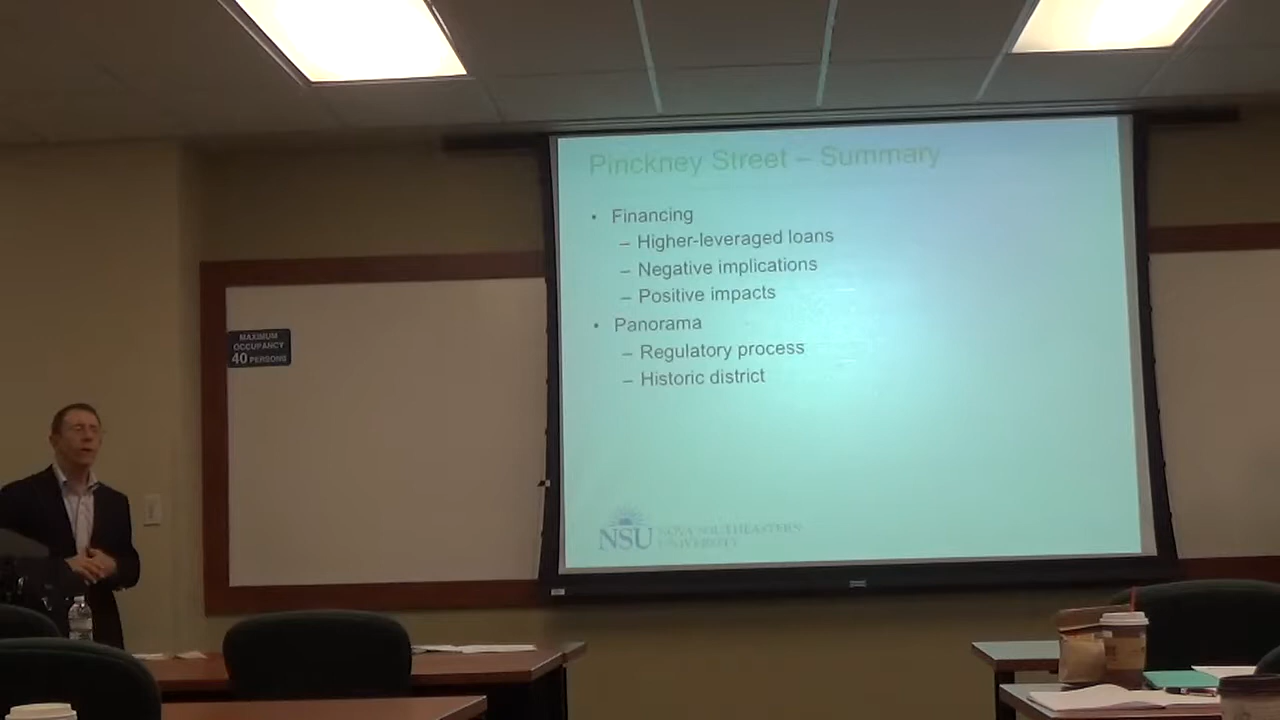 Pinckney Street – Summary
• Financing
– Higher-leveraged loans
– Negative implications
– Positive impacts
• Panorama
– Regulatory process
– Historic district
NSU
NOVA SOUTHEASTERN
UNIVERSITY
MAXIMUM
OCCUPANCY
40 PERSONS